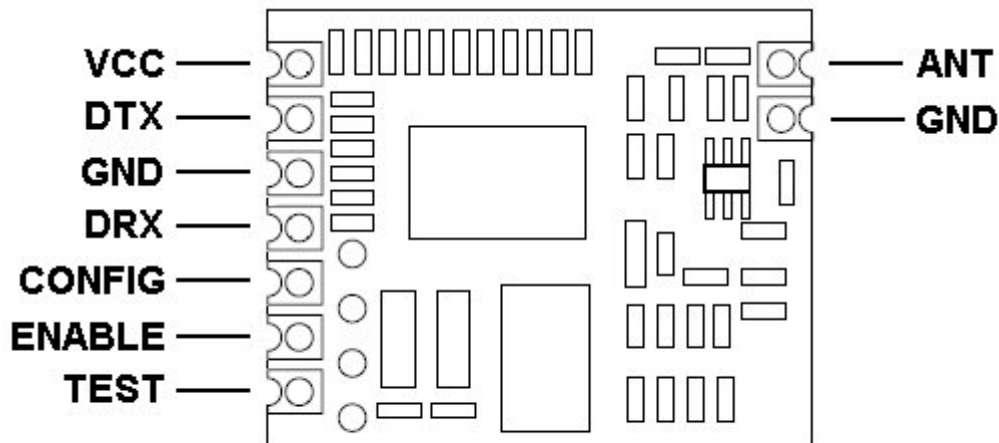 VCC
DTX
GND
DRX
CONFIG
ENABLE
TEST
ANT
GND